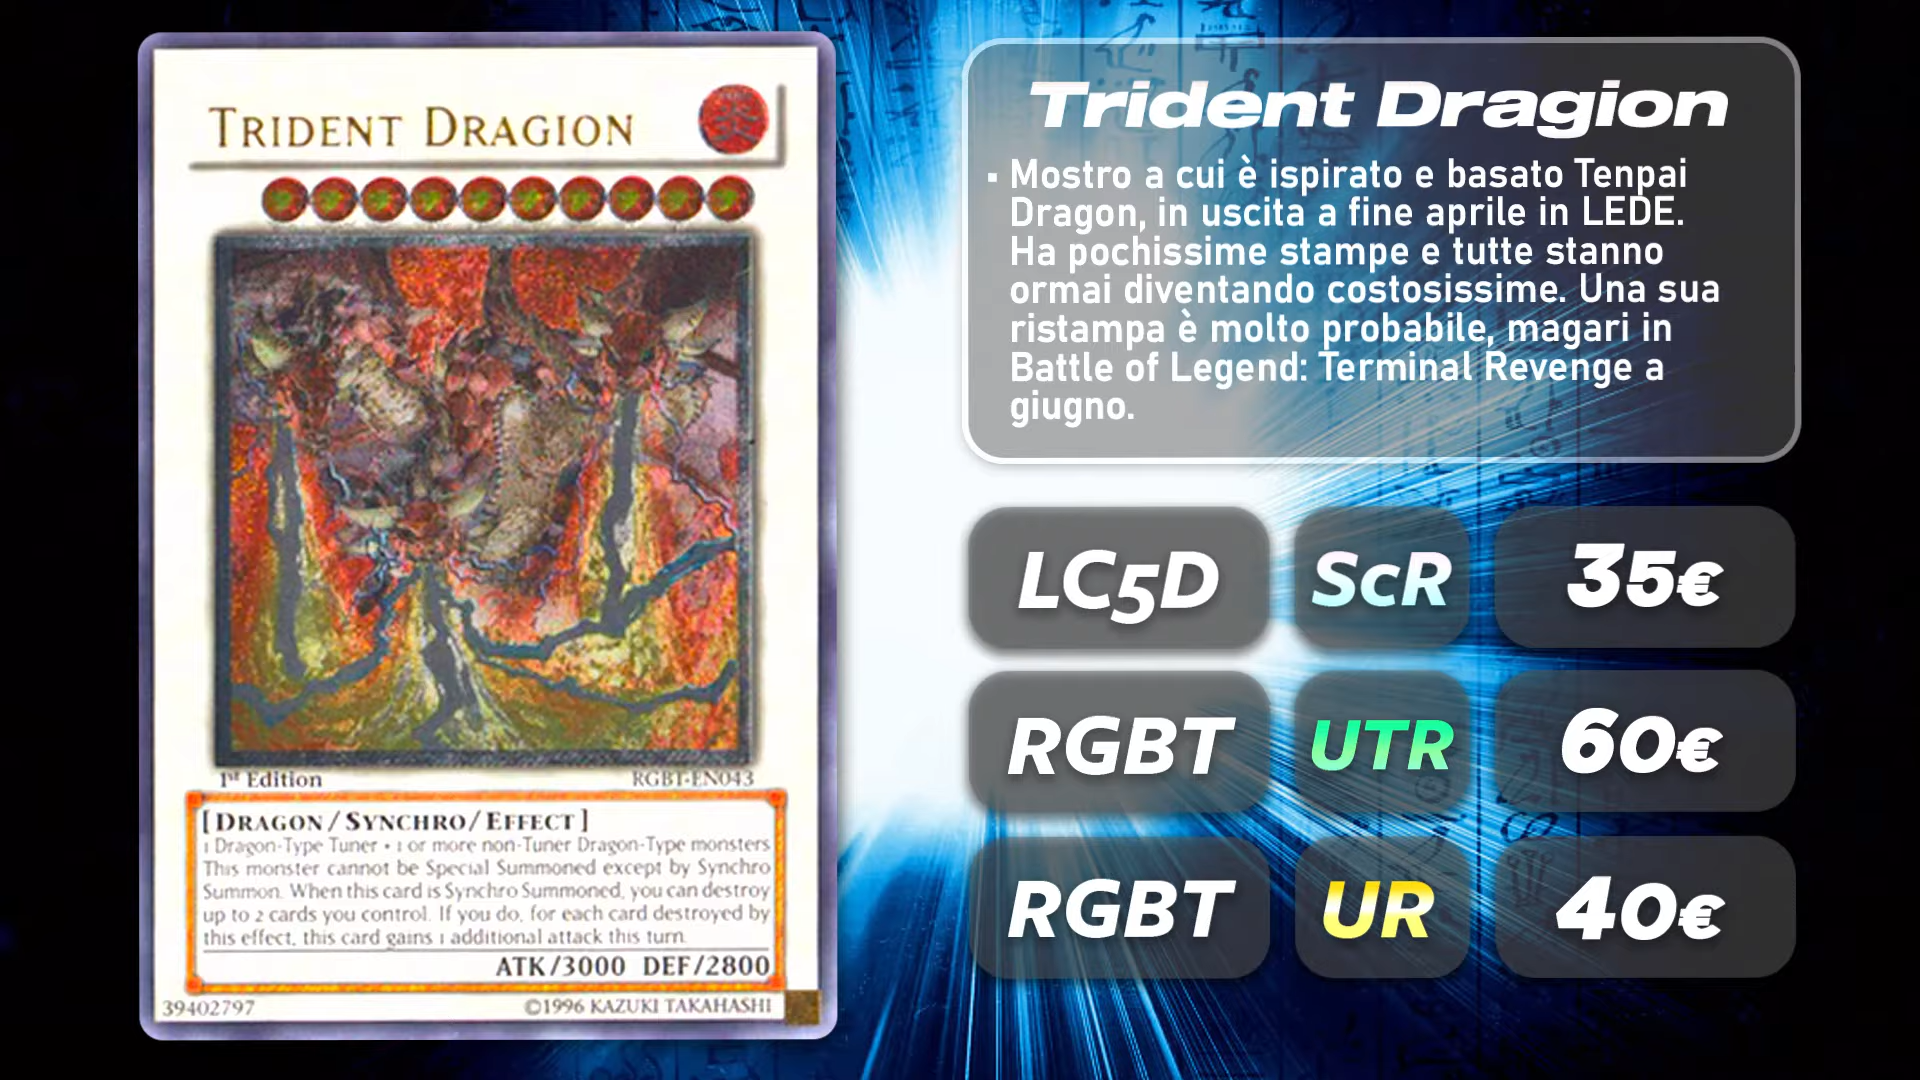 TRIDENT DRAGION
炎
1st Edition
RGBT-EN043
[DRAGON/SYNCHRO/EFFECT]
1 Dragon-Type Tuner + 1 or more non-Tuner Dragon-Type monsters
This monster cannot be Special Summoned except by Synchro
Summon. When this card is Synchro Summoned, you can destroy
up to 2 cards you control. If you do, for each card destroyed by
this effect, this card gains 1 additional attack this turn.
ATK/3000 DEF/2800
39402797
©1996 KAZUKI TAKAHASHI
Trident Dragion
▪ Mostro a cui è ispirato e basato Tenpai
Dragon, in uscita a fine aprile in LEDE.
Ha pochissime stampe e tutte stanno
ormai diventando costosissime. Una sua
ristampa è molto probabile, magari in
Battle of Legend: Terminal Revenge a
giugno.
LC5D ScR 35€
RGBT UTR 60€
RGBT UR 40€